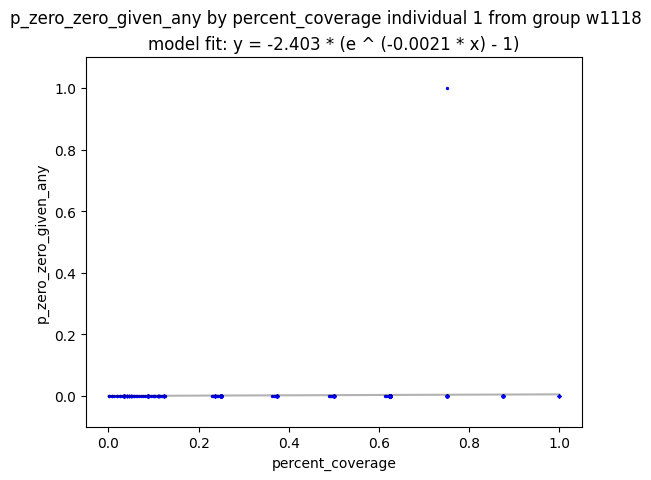 p_zero_zero_given_any by percent_coverage individual 1 from group w1118
model fit: y = -2.403 * (e ^ (-0.0021 * x) - 1)
1.0
0.8
0.6
0.4
0.2
0.0
p_zero_zero_given_any
0.0 0.2 0.4 0.6 0.8 1.0
percent_coverage